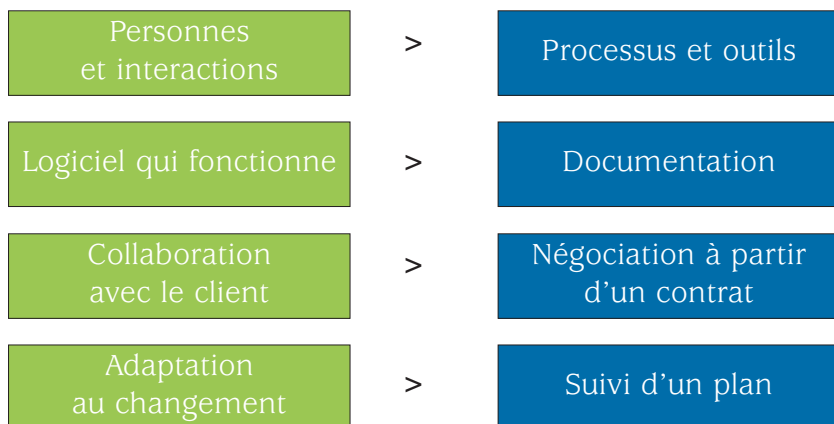 Personnes
et interactions
>
Processus et outils
Logiciel qui fonctionne
>
Documentation
Collaboration
avec le client
>
Négociation à partir
d'un contrat
Adaptation
au changement
>
Suivi d'un plan